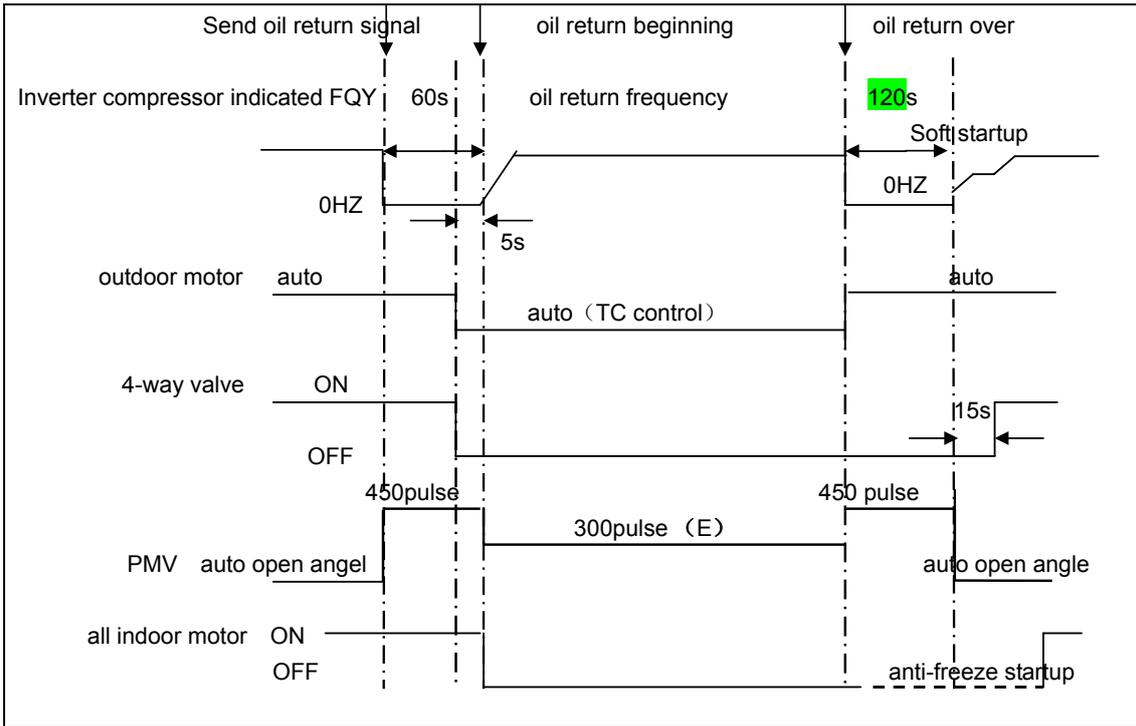 Send oil return signal oil return beginning oil return over
Inverter compressor indicated FQY 60s oil return frequency 120s
Soft startup
0HZ 0HZ
5s
outdoor motor auto auto
auto（TC control）
4-way valve ON
15s
OFF
450pulse 450 pulse
300pulse （E）
PMV auto open angel auto open angle
all indoor motor ON
OFF anti-freeze startup